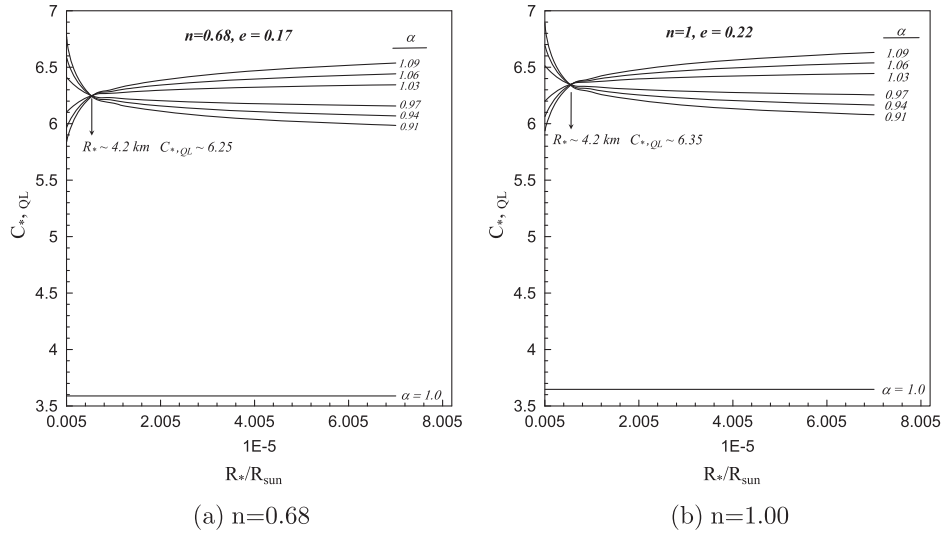 7
6.5
6
5.5
5
4.5
4
3.5
C*, QL
n=0.68, e = 0.17
α
1.09
1.06
1.03
0.97
0.94
0.91
R* ~ 4.2 km C*,QL ~ 6.25
α = 1.0
0.005 2.005 4.005 6.005 8.005
1E-5
R*/Rsun
(a) n=0.68
7
6.5
6
5.5
5
4.5
4
3.5
C*, QL
n=1, e = 0.22
α
1.09
1.06
1.03
0.97
0.94
0.91
R* ~ 4.2 km C*,QL ~ 6.35
α = 1.0
0.005 2.005 4.005 6.005 8.005
1E-5
R*/Rsun
(b) n=1.00